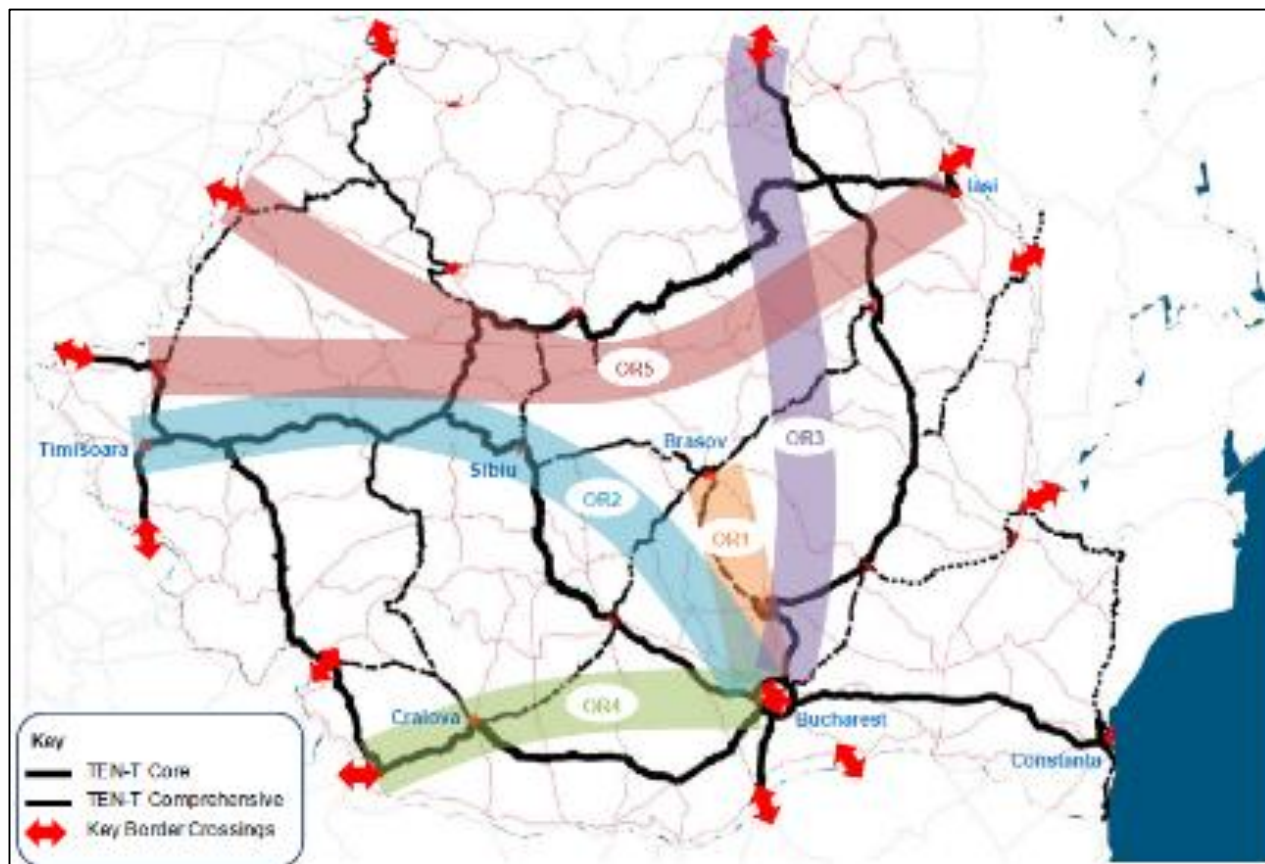 Iasi
OR5
Brasov
OR3
Timisoara
Sibiu
OR2
OR1
OR4
Craiova
Bucharest
Constanta
Key
TEN-T Core
TEN-T Comprehensive
Key Border Crossings